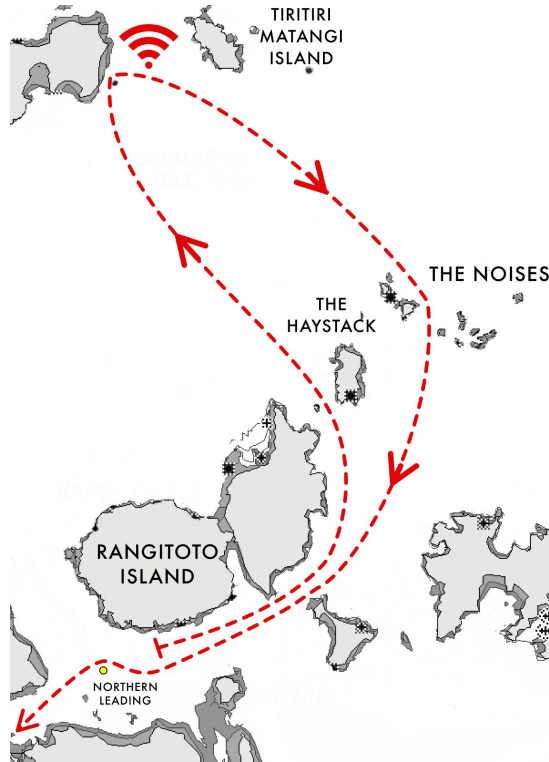 TIRITIRI
MATANGI
ISLAND
THE NOISES
THE
HAYSTACK
RANGITOTO
ISLAND
NORTHERN
LEADING